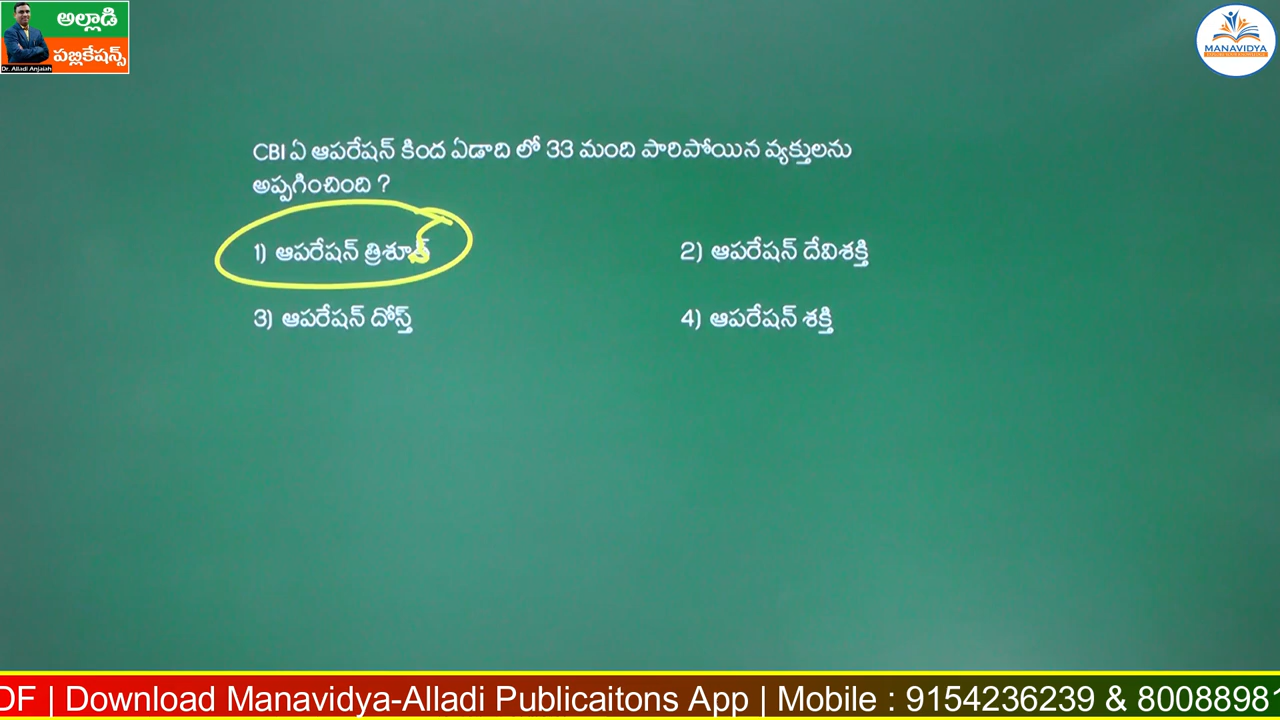 అల్లాడి
పబ్లికేషన్స్
Dr. Alladi Anjaiah
MANAVIDYA
CBI ఏ ఆపరేషన్ కింద ఏడాది లో 33 మంది పారిపోయిన వ్యక్తులను
అప్పగించింది ?
1) ఆపరేషన్ త్రిశూల్
2) ఆపరేషన్ దేవిశక్తి
3) ఆపరేషన్ దోస్త్
4) ఆపరేషన్ శక్తి
DF | Download Manavidya-Alladi Publicaitons App | Mobile : 9154236239 & 80088981